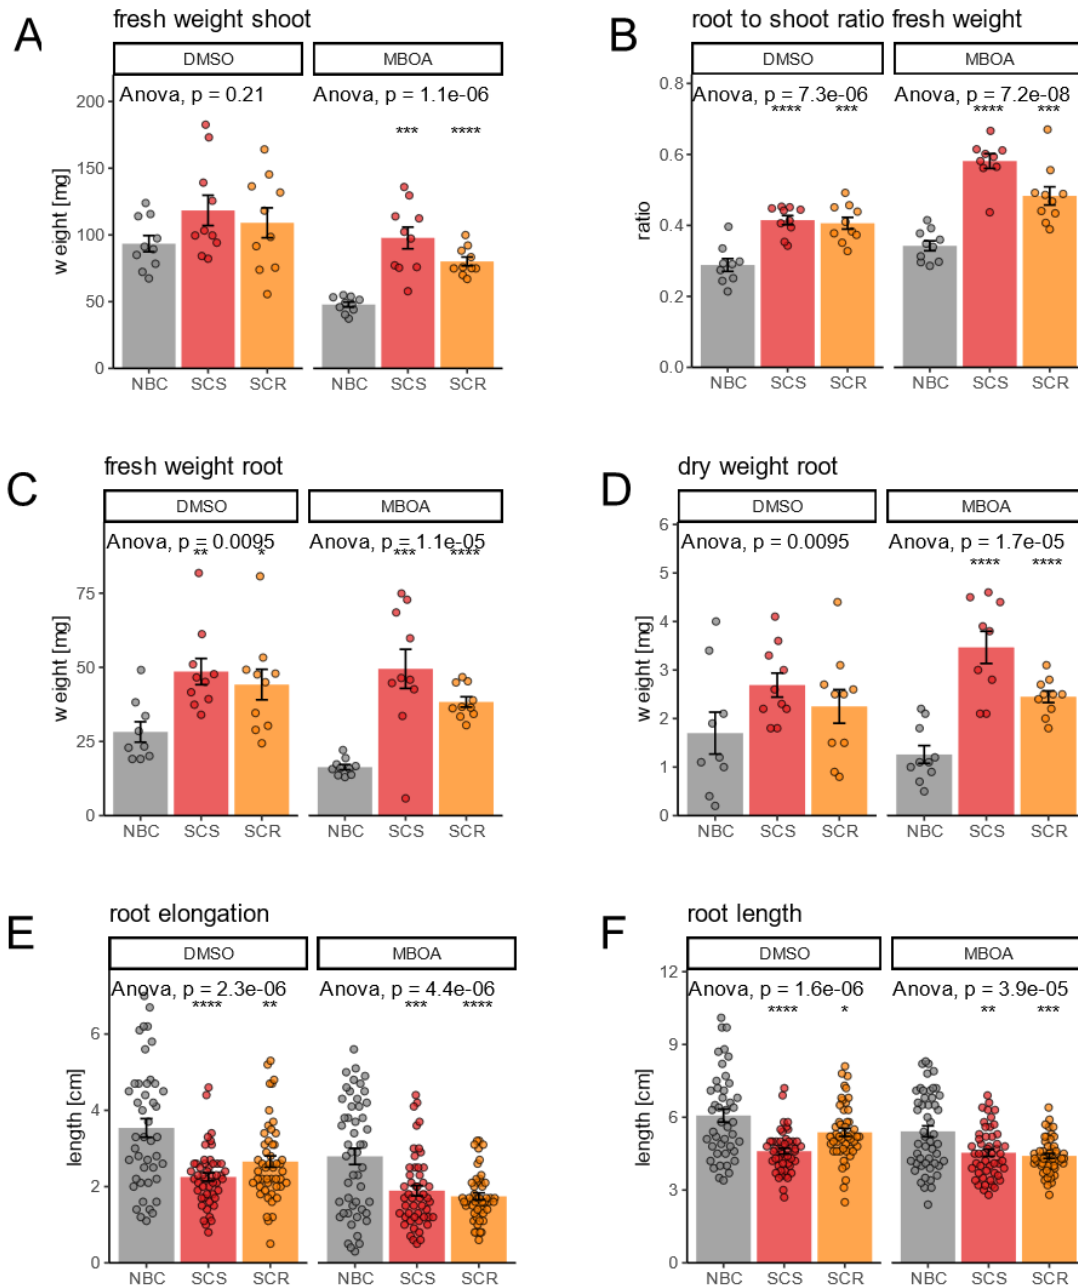 A
fresh weight shoot
DMSO
MBOA
Anova, p = 0.21
Anova, p = 1.1e-06
***
****
200
150
100
50
0
weight [mg]
NBC
SCS
SCR
NBC
SCS
SCR
B
root to shoot ratio fresh weight
DMSO
MBOA
Anova, p = 7.3e-06
Anova, p = 7.2e-08
****
***
****
***
0.8
0.6
0.4
0.2
0.0
ratio
NBC
SCS
SCR
NBC
SCS
SCR
C
fresh weight root
DMSO
MBOA
Anova, p = 0.0095
Anova, p = 1.1e-05
**
*
***
****
75
50
25
0
weight [mg]
NBC
SCS
SCR
NBC
SCS
SCR
D
dry weight root
DMSO
MBOA
Anova, p = 0.0095
Anova, p = 1.7e-05
****
****
6
5
4
3
2
1
0
weight [mg]
NBC
SCS
SCR
NBC
SCS
SCR
E
root elongation
DMSO
MBOA
Anova, p = 2.3e-06
Anova, p = 4.4e-06
****
**
***
****
6
4
2
0
length [cm]
NBC
SCS
SCR
NBC
SCS
SCR
F
root length
DMSO
MBOA
Anova, p = 1.6e-06
Anova, p = 3.9e-05
****
*
**
***
12
9
6
3
0
length [cm]
NBC
SCS
SCR
NBC
SCS
SCR